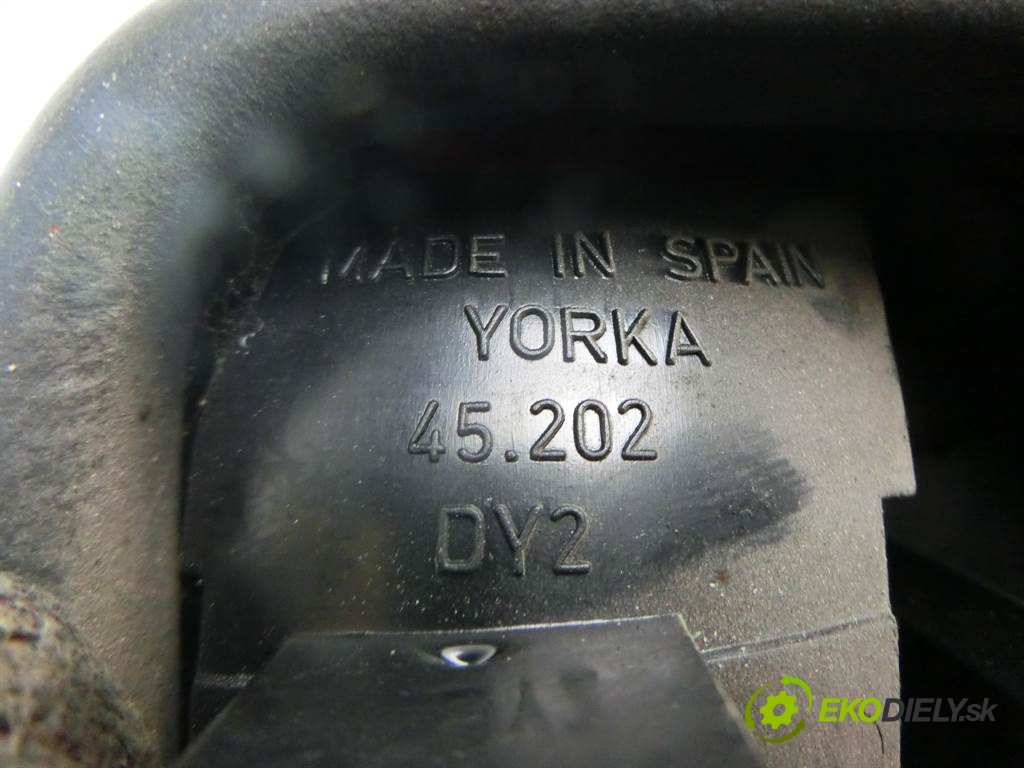 MADE IN SPAIN
YORKA
45.202
DY2
EKODIELY.sk